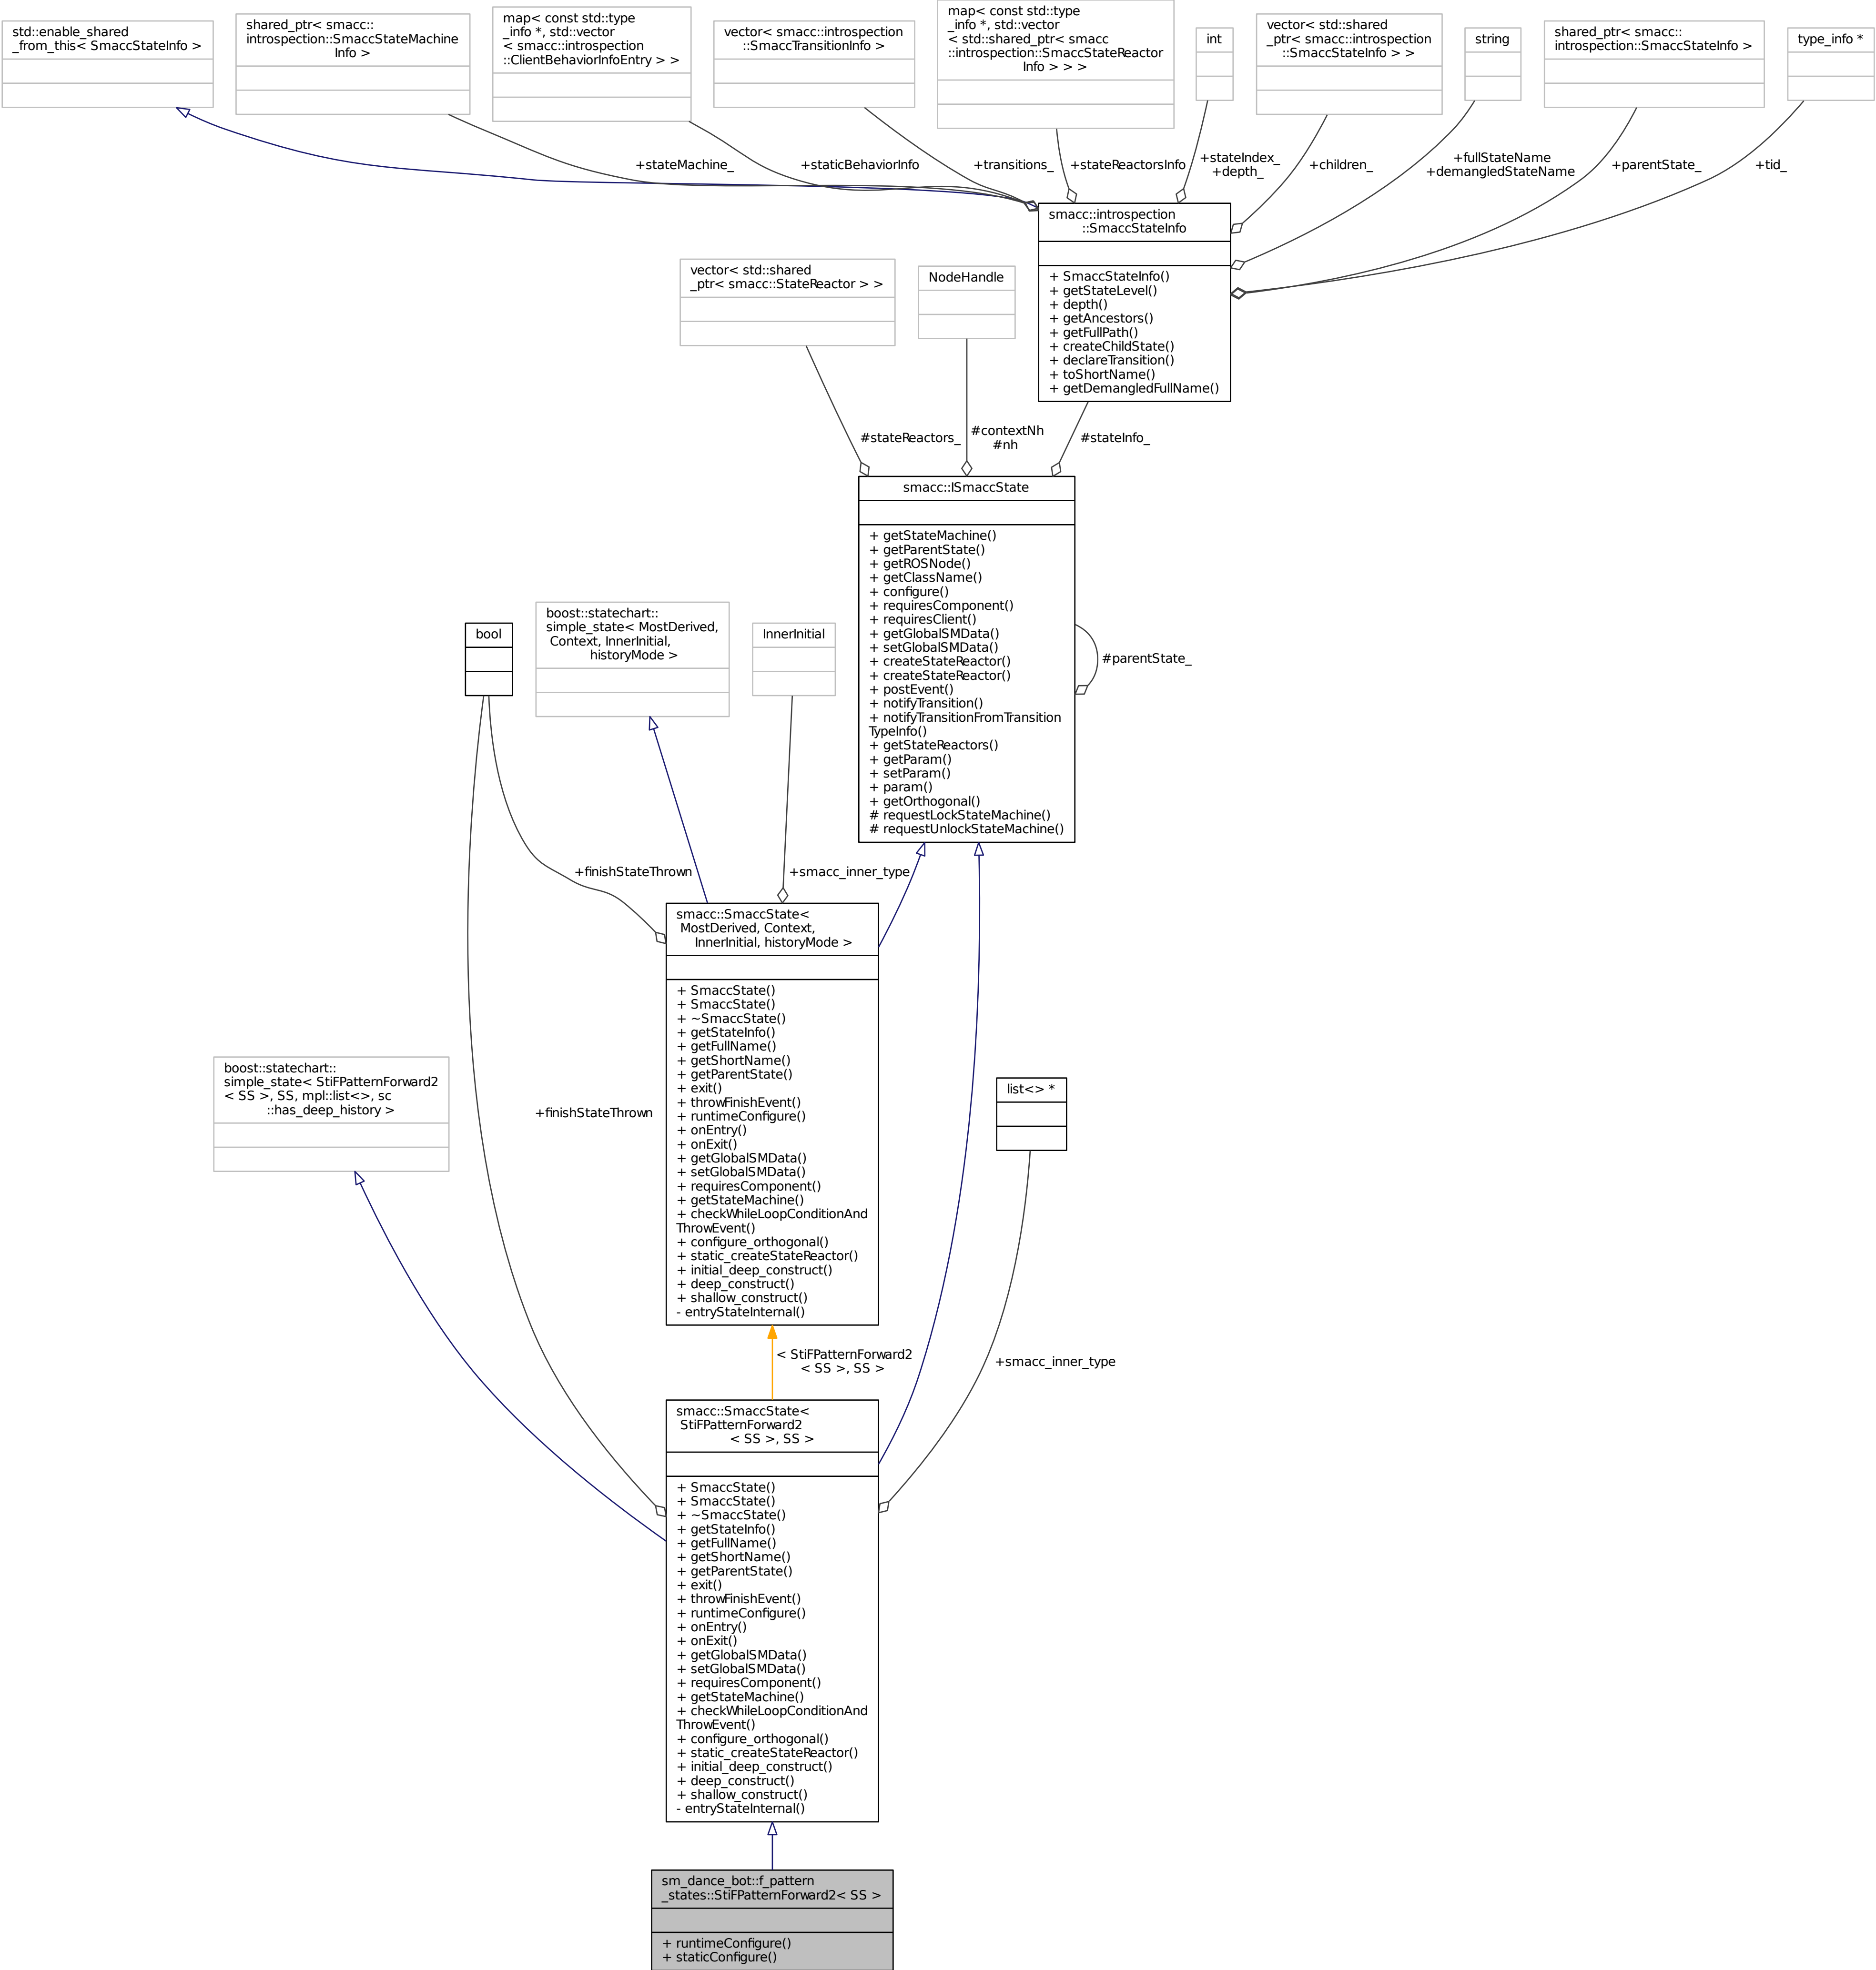 std::enable_shared
_from_this< SmaccStateInfo >
shared_ptr< smacc::
introspection::SmaccStateMachine
Info >
map< const std::type
_info *, std::vector
< smacc::introspection
::ClientBehaviorInfoEntry > >
vector< smacc::introspection
::SmaccTransitionInfo >
map< const std::type
_info *, std::vector
< std::shared_ptr< smacc
::introspection::SmaccStateReactor
Info > > >
int
vector< std::shared
_ptr< smacc::introspection
::SmaccStateInfo > >
string
shared_ptr< smacc::
introspection::SmaccStateInfo >
type_info *
+stateMachine_
+staticBehaviorInfo
+transitions_
+stateReactorsInfo
+stateIndex_
+depth_
+children_
+fullStateName
+demangledStateName
+parentState_
+tid_
smacc::introspection
::SmaccStateInfo
+ SmaccStateInfo()
+ getStateLevel()
+ depth()
+ getAncestors()
+ getFullPath()
+ createChildState()
+ declareTransition()
+ toShortName()
+ getDemangledFullName()
vector< std::shared
_ptr< smacc::StateReactor > >
NodeHandle
#stateReactors_
#contextNh
#nh
#stateInfo_
smacc::ISmaccState
+ getStateMachine()
+ getParentState()
+ getROSNode()
+ getClassName()
+ configure()
+ requiresComponent()
+ requiresClient()
+ getGlobalSMData()
+ setGlobalSMData()
+ createStateReactor()
+ createStateReactor()
+ postEvent()
+ notifyTransition()
+ notifyTransitionFromTransition
TypeInfo()
+ getStateReactors()
+ getParam()
+ setParam()
+ param()
+ getOrthogonal()
# requestLockStateMachine()
# requestUnlockStateMachine()
#parentState_
bool
boost::statechart::
simple_state< MostDerived,
Context, InnerInitial,
historyMode >
InnerInitial
+finishStateThrown
+smacc_inner_type
smacc::SmaccState<
MostDerived, Context,
InnerInitial, historyMode >
+ SmaccState()
+ SmaccState()
+ ~SmaccState()
+ getStateInfo()
+ getFullName()
+ getShortName()
+ getParentState()
+ exit()
+ throwFinishEvent()
+ runtimeConfigure()
+ onEntry()
+ onExit()
+ getGlobalSMData()
+ setGlobalSMData()
+ requiresComponent()
+ getStateMachine()
+ checkWhileLoopConditionAnd
ThrowEvent()
+ configure_orthogonal()
+ static_createStateReactor()
+ initial_deep_construct()
+ deep_construct()
+ shallow_construct()
- entryStateInternal()
boost::statechart::
simple_state< StiFPatternForward2
< SS >, SS, mpl::list<>, sc
::has_deep_history >
+finishStateThrown
list<> *
< StiFPatternForward2
< SS >, SS >
+smacc_inner_type
smacc::SmaccState<
StiFPatternForward2
< SS >, SS >
+ SmaccState()
+ SmaccState()
+ ~SmaccState()
+ getStateInfo()
+ getFullName()
+ getShortName()
+ getParentState()
+ exit()
+ throwFinishEvent()
+ runtimeConfigure()
+ onEntry()
+ onExit()
+ getGlobalSMData()
+ setGlobalSMData()
+ requiresComponent()
+ getStateMachine()
+ checkWhileLoopConditionAnd
ThrowEvent()
+ configure_orthogonal()
+ static_createStateReactor()
+ initial_deep_construct()
+ deep_construct()
+ shallow_construct()
- entryStateInternal()
sm_dance_bot::f_pattern
_states::StiFPatternForward2< SS >
+ runtimeConfigure()
+ staticConfigure()